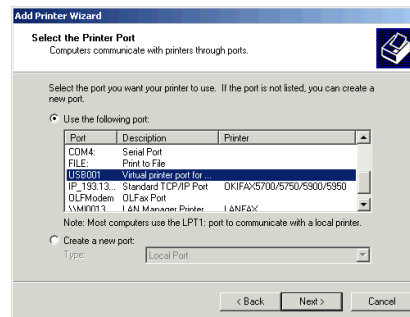 Add Printer Wizard
Select the Printer Port
Computers communicate with printers through ports.
Select the port you want your printer to use. If the port is not listed, you can create a
new port.
Use the following port:
Port Description Printer
COM4: Serial Port
FILE: Print to File
USB001 Virtual printer port for ...
IP_193.13... Standard TCP/IP Port OKIFAX5700/5750/5900/5950
OLFModem OLFax Port
\\MI0013 LAN Manager Printer LANFAX
Note: Most computers use the LPT1: port to communicate with a local printer.
Create a new port:
Type: Local Port
< Back Next > Cancel